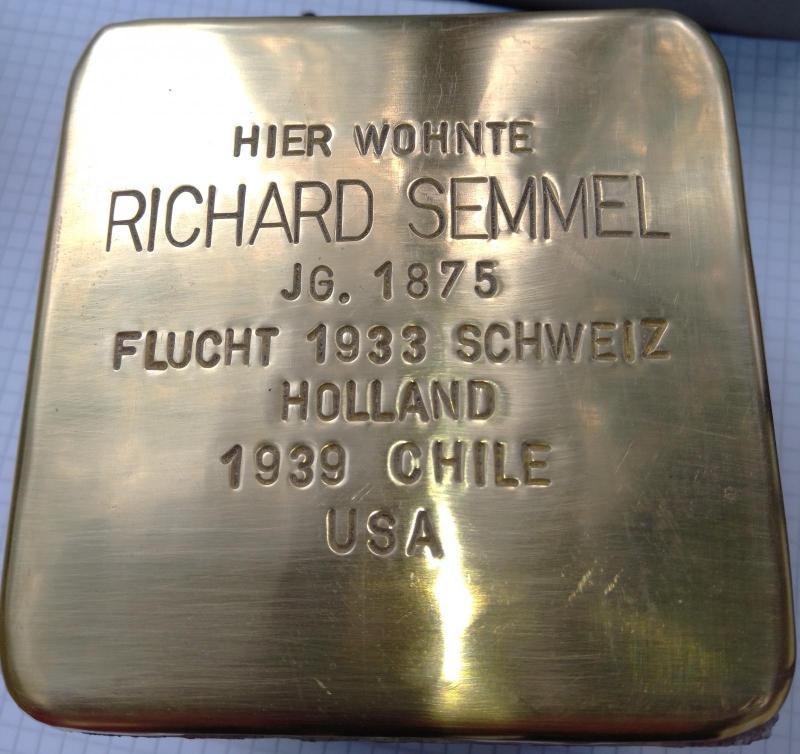 HIER WOHNTE
RICHARD SEMMEL
JG. 1875
FLUCHT 1933 SCHWEIZ
HOLLAND
1939 CHILE
USA